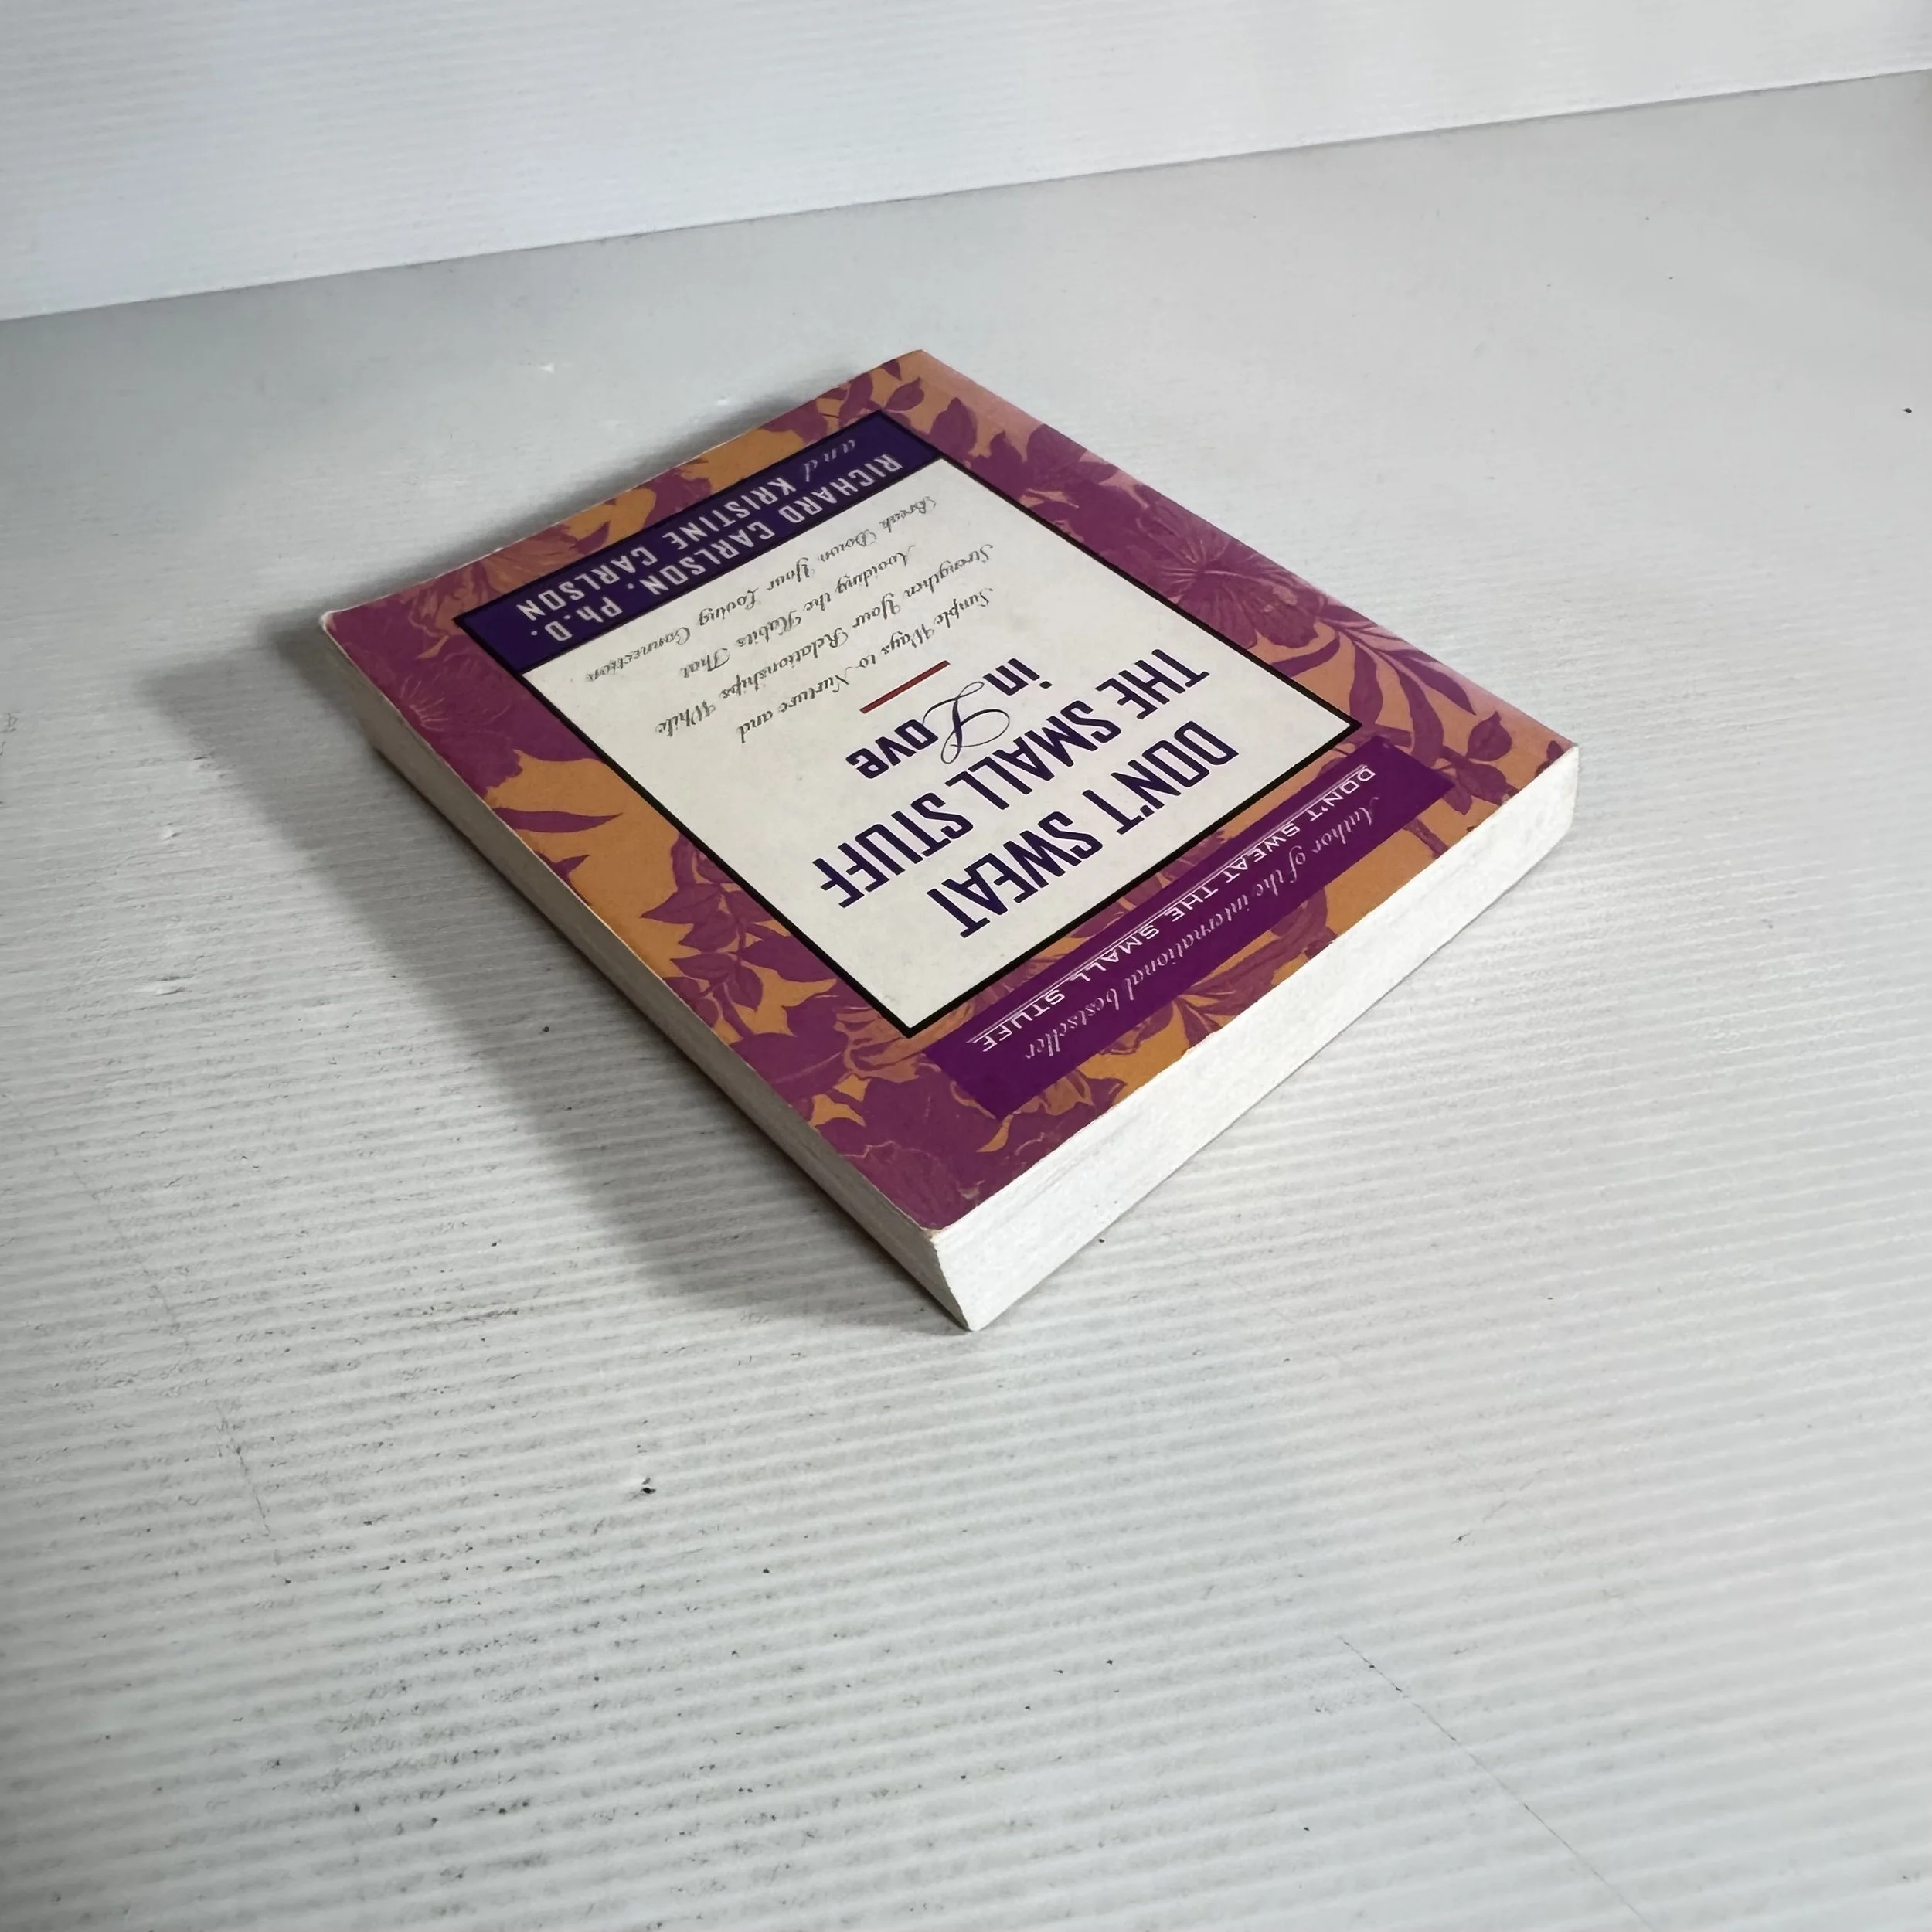 Author of the international bestseller
DON'T SWEAT THE SMALL STUFF
DON'T SWEAT
THE SMALL STUFF
in Love
Simple Ways to Nurture and
Strengthen Your Relationships While
Avoiding the Habits That
Break Down Your Loving Connection
RICHARD CARLSON, Ph.D.
and KRISTINE CARLSON